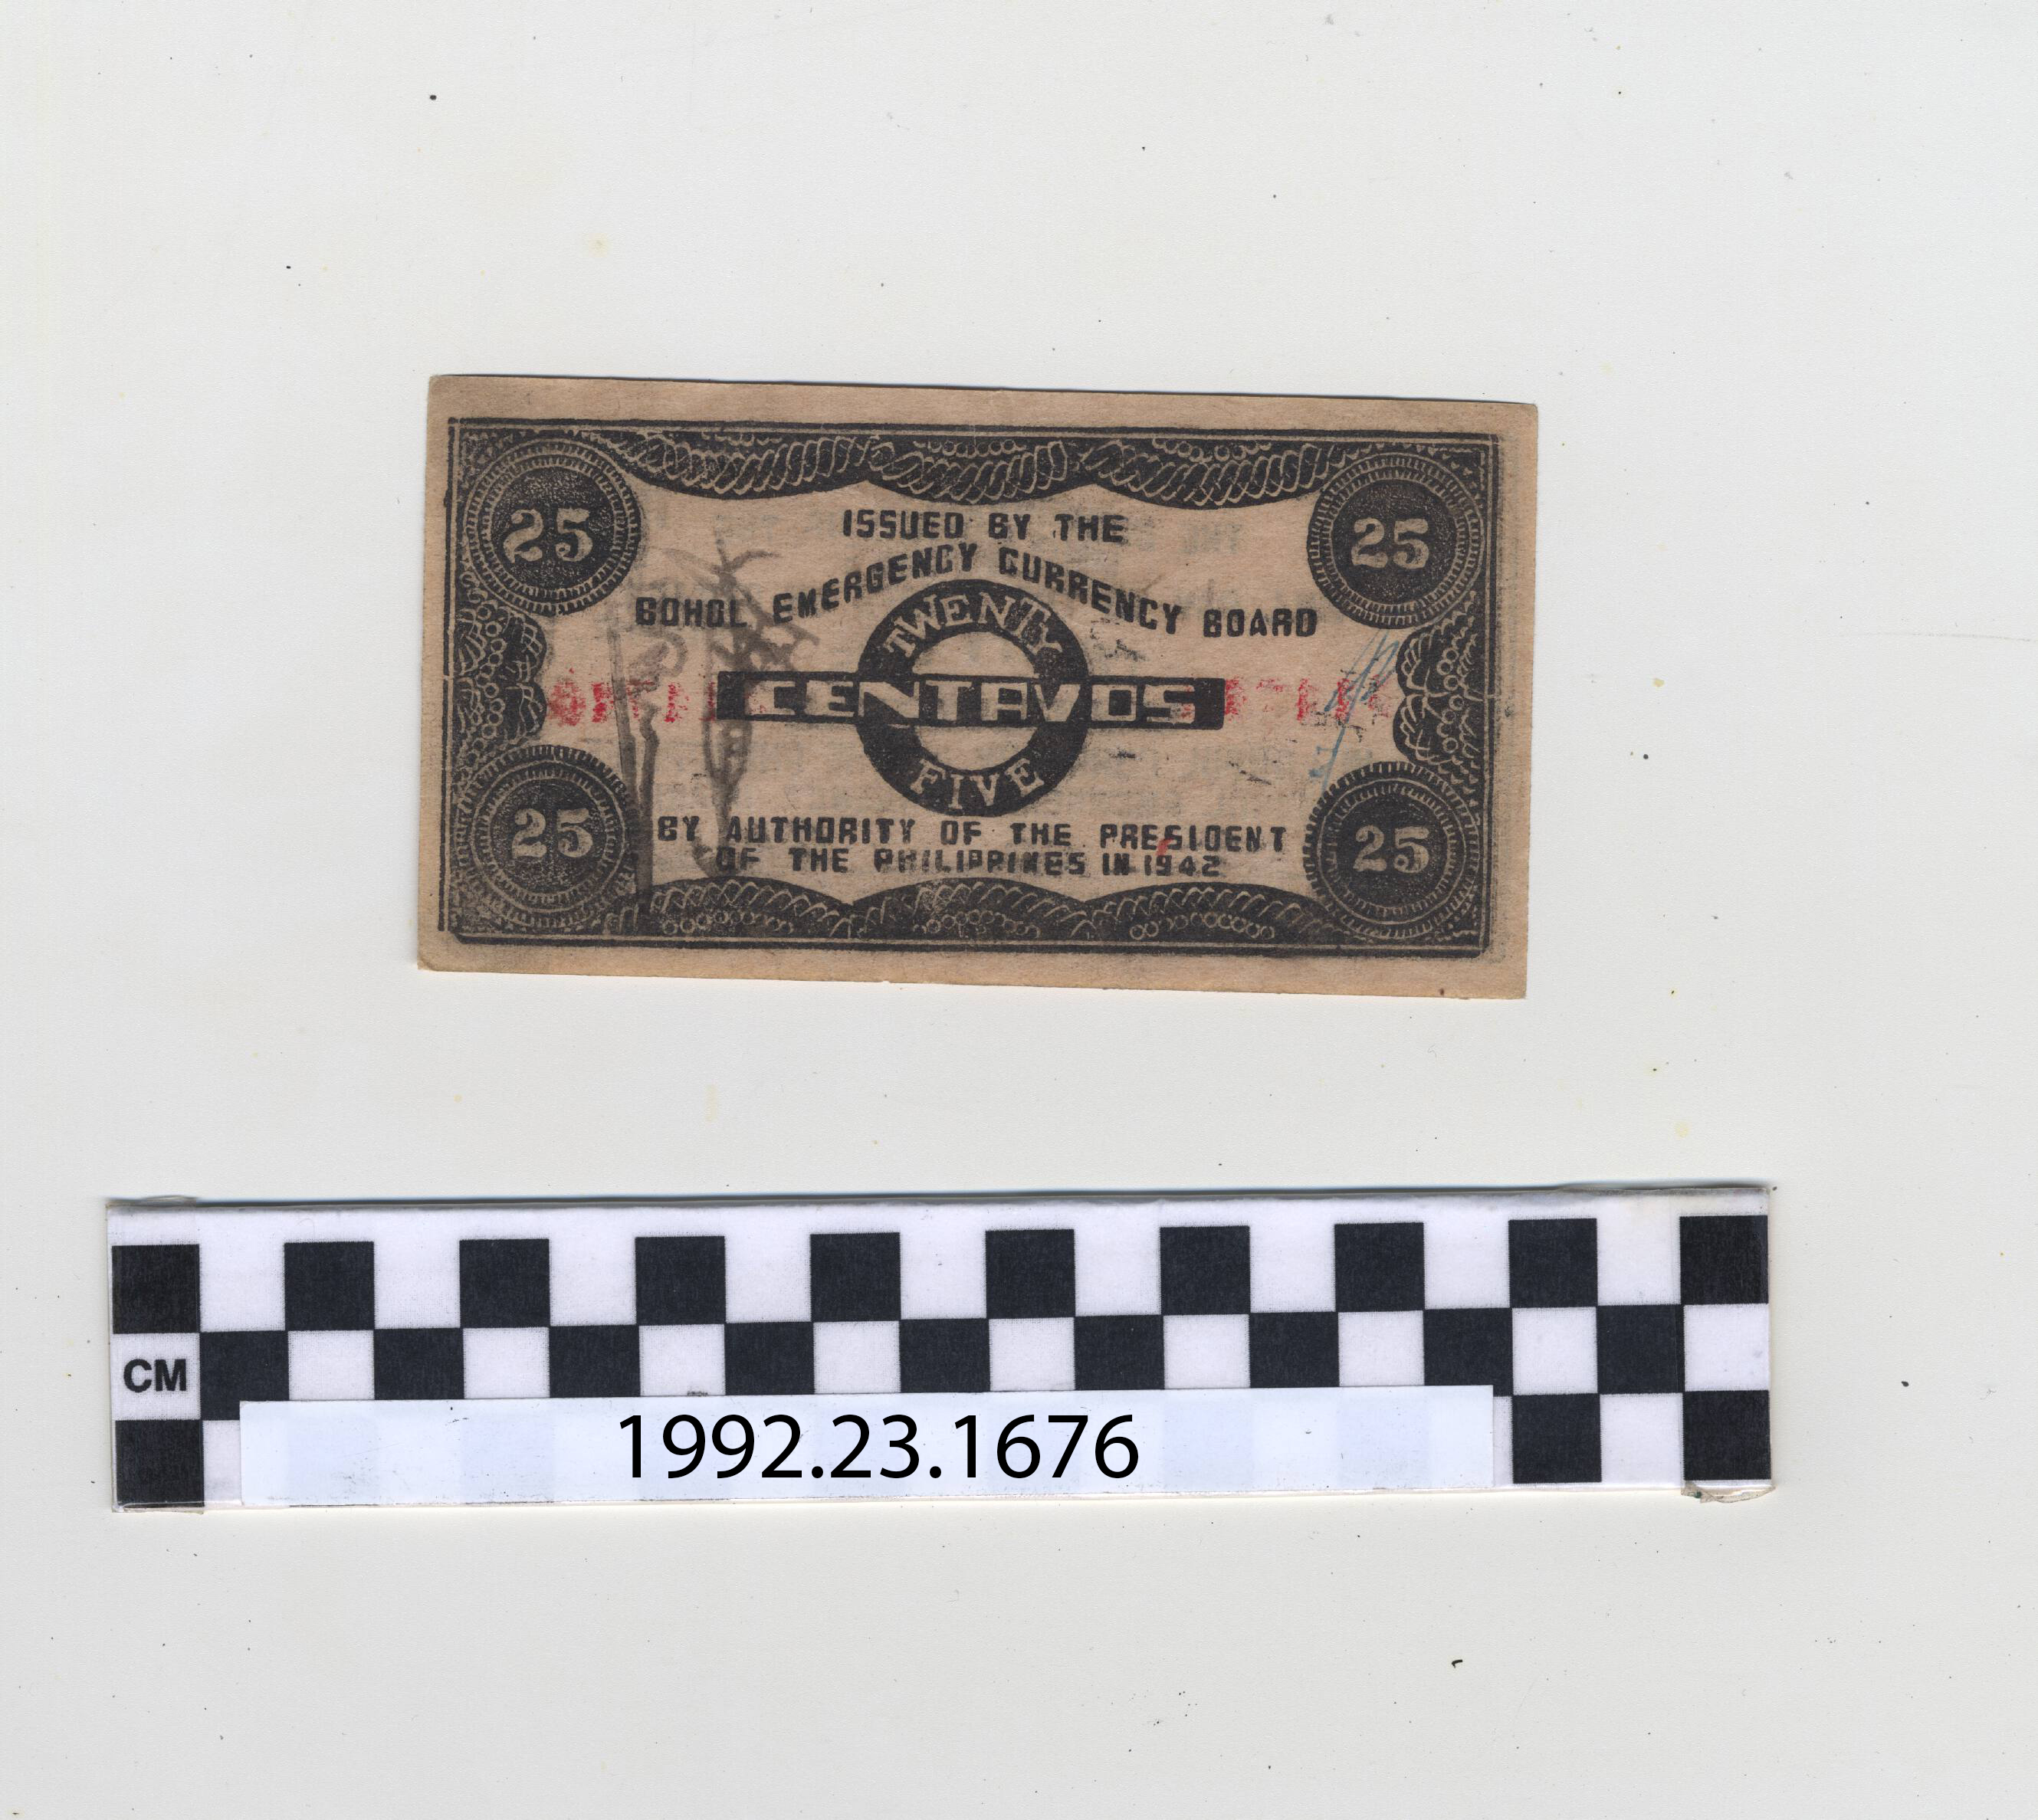 25 25
ISSUED BY THE
BOHOL EMERGENCY CURRENCY BOARD
TWENTY
CENTAVOS
FIVE
25 25
BY AUTHORITY OF THE PRESIDENT
OF THE PHILIPPINES IN 1942
CM
1992.23.1676